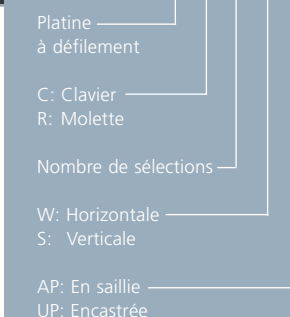 Platine
à défilement
C: Clavier
R: Molette
Nombre de sélections
W: Horizontale
S: Verticale
AP: En saillie
UP: Encastrée